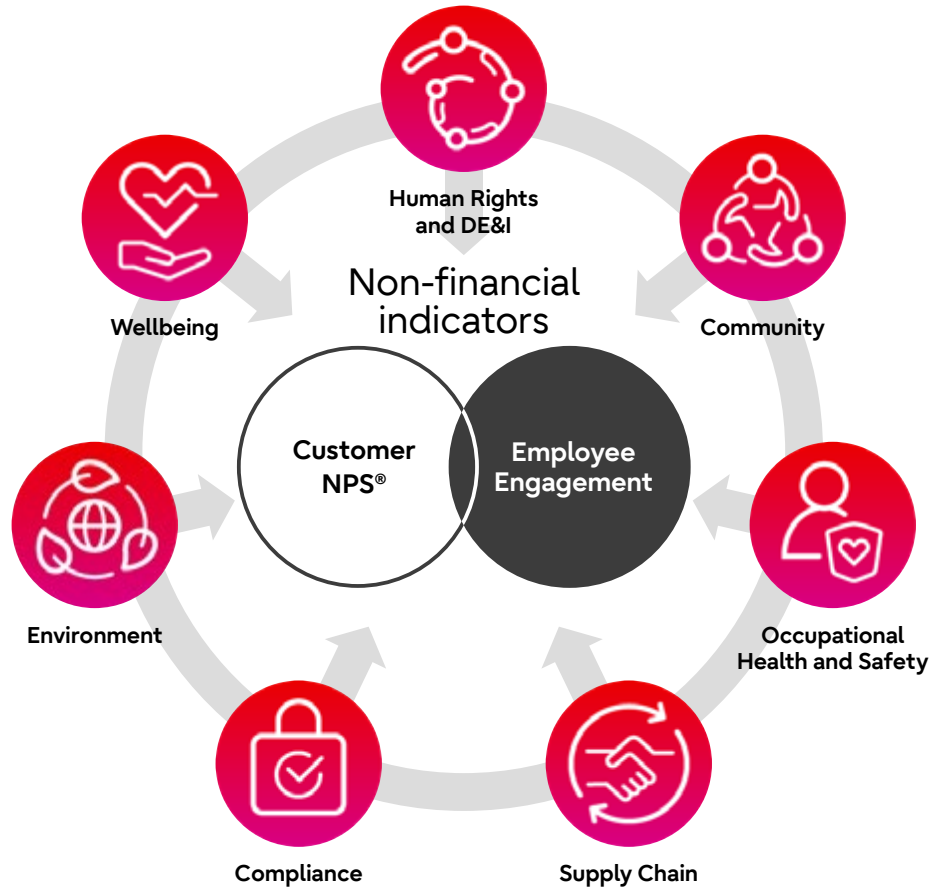 Human Rights
and DE&I
Wellbeing
Community
Non-financial
indicators
Customer
NPS®
Employee
Engagement
Environment
Occupational
Health and Safety
Compliance
Supply Chain